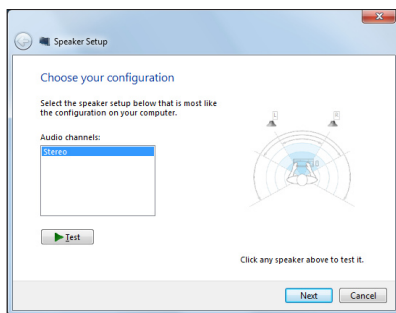 Speaker Setup
Choose your configuration
Select the speaker setup below that is most like
the configuration on your computer.
Audio channels:
Stereo
L
R
Test
Click any speaker above to test it.
Next
Cancel